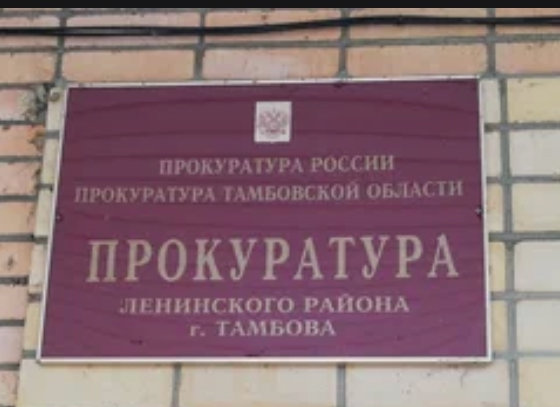 ПРОКУРАТУРА РОССИИ
ПРОКУРАТУРА ТАМБОВСКОЙ ОБЛАСТИ
ПРОКУРАТУРА
ЛЕНИНСКОГО РАЙОНА
г. ТАМБОВА